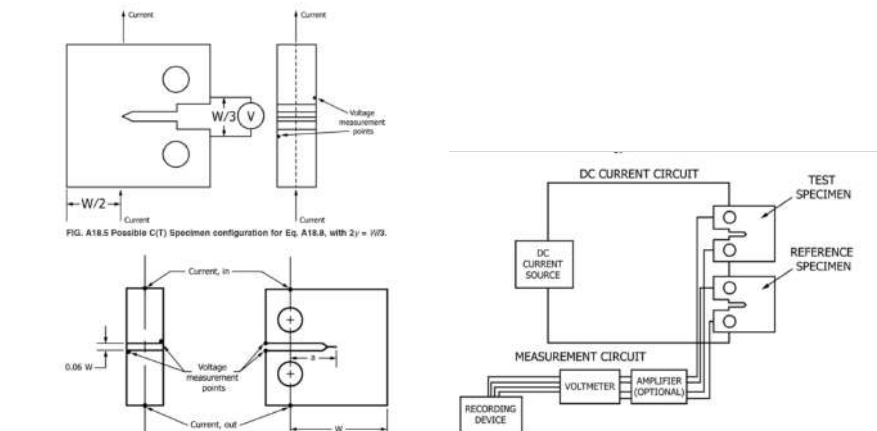 Current
Current
W/3
V
Voltage
measurement
points
W/2
Current
Current
FIG. A18.5 Possible C(T) Specimen configuration for Eq. A18.8, with 2y = W/3.
Current, in
0.06 W
Voltage
measurement
points
a
Current, out
W
DC CURRENT CIRCUIT
TEST
SPECIMEN
DC
CURRENT
SOURCE
REFERENCE
SPECIMEN
MEASUREMENT CIRCUIT
VOLTMETER
AMPLIFIER
(OPTIONAL)
RECORDING
DEVICE